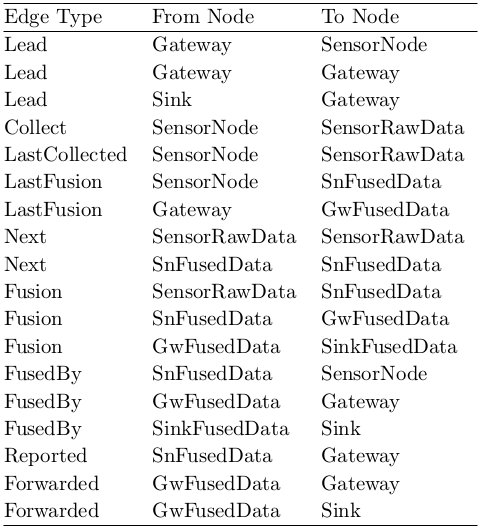 Edge Type From Node To Node
Lead Gateway SensorNode
Lead Gateway Gateway
Lead Sink Gateway
Collect SensorNode SensorRawData
LastCollected SensorNode SensorRawData
LastFusion SensorNode SnFusedData
LastFusion Gateway GwFusedData
Next SensorRawData SensorRawData
Next SnFusedData SnFusedData
Fusion SensorRawData SnFusedData
Fusion SnFusedData GwFusedData
Fusion GwFusedData SinkFusedData
FusedBy SnFusedData SensorNode
FusedBy GwFusedData Gateway
FusedBy SinkFusedData Sink
Reported SnFusedData Gateway
Forwarded GwFusedData Gateway
Forwarded GwFusedData Sink